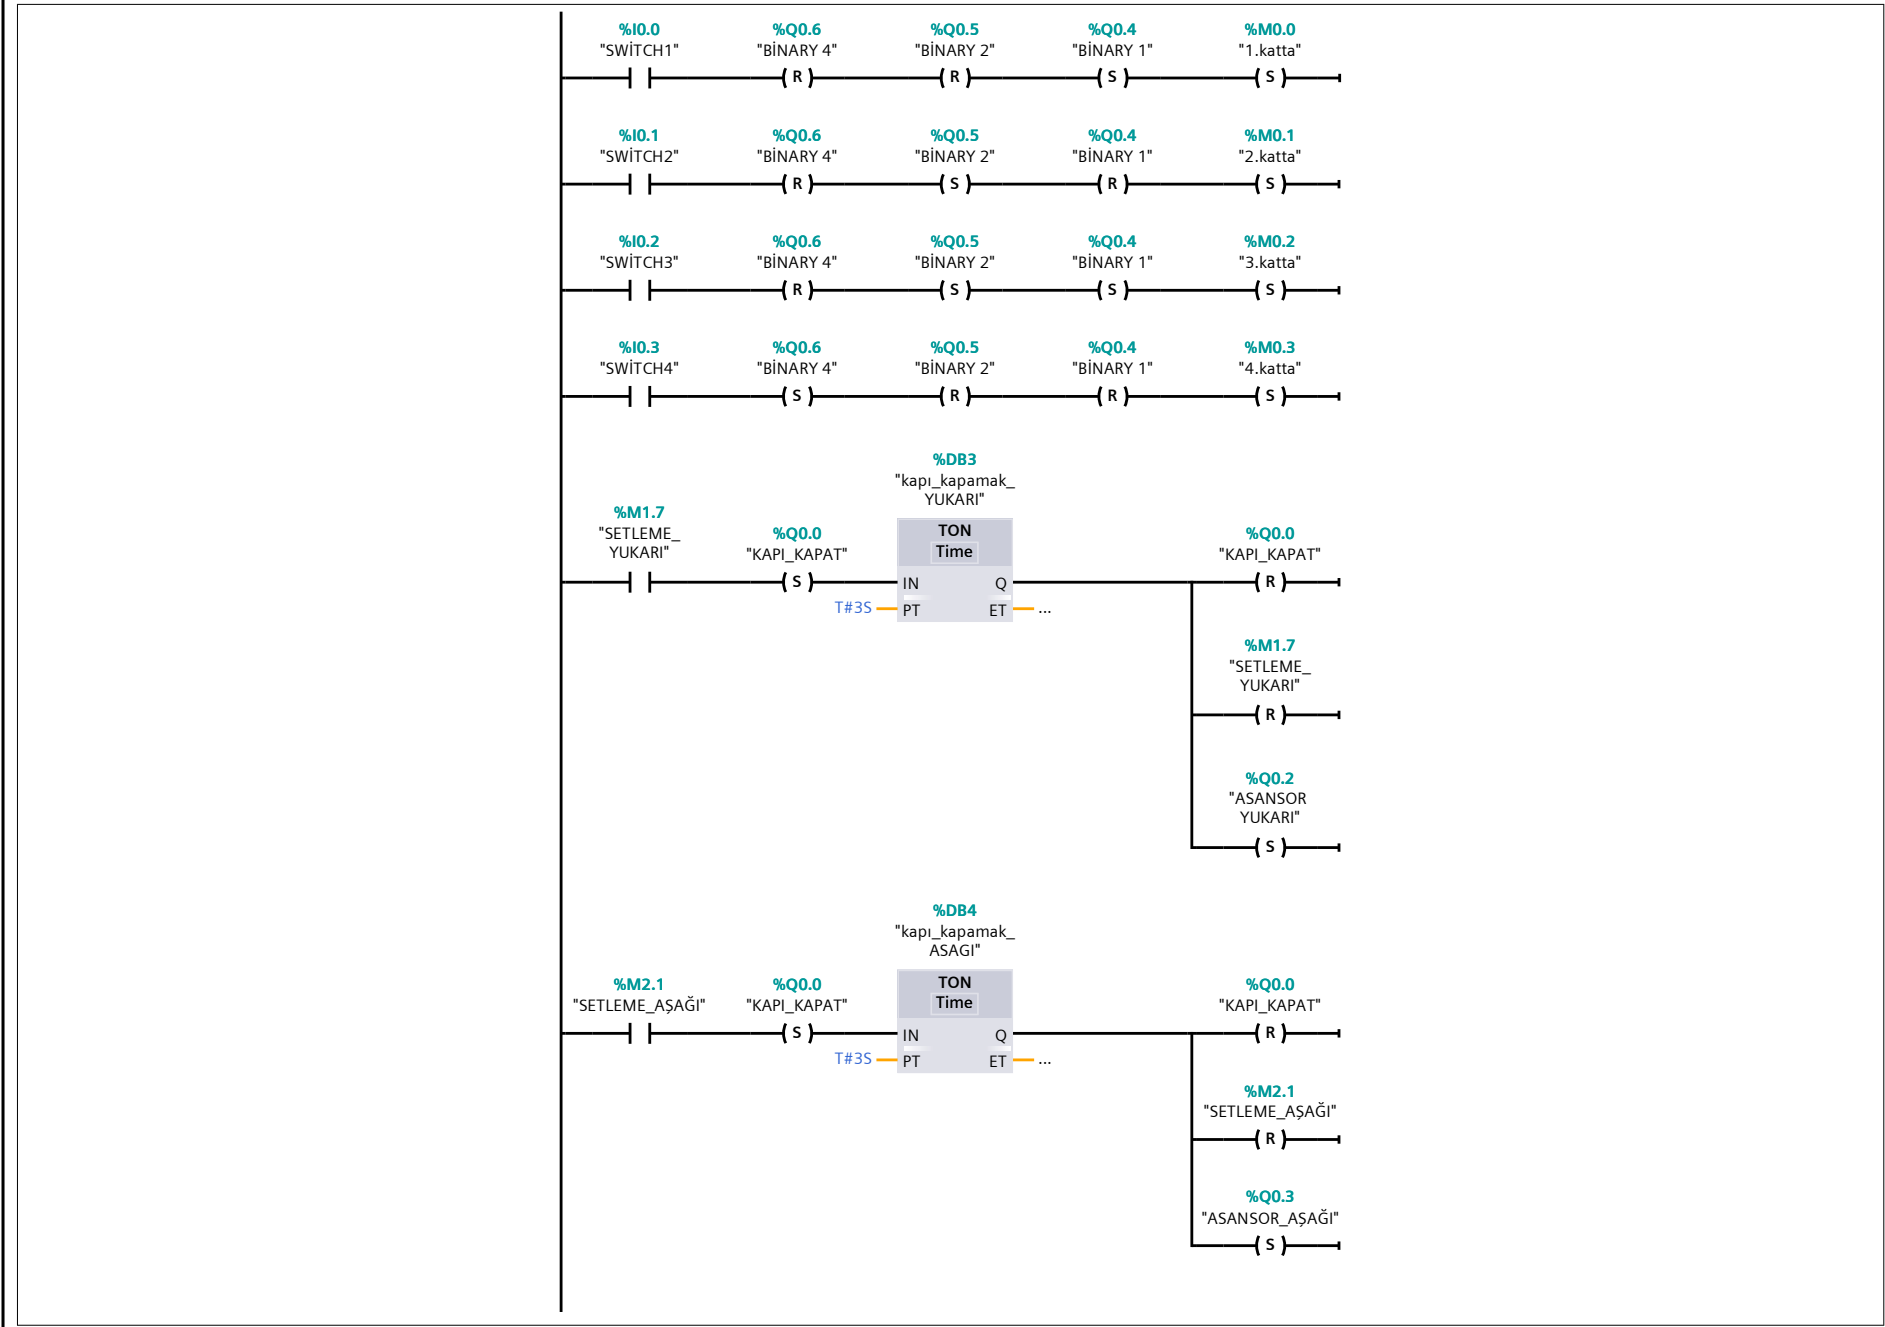 %I0.0 %Q0.6 %Q0.5 %Q0.4 %M0.0
"SWİTCH1" "BİNARY 4" "BİNARY 2" "BİNARY 1" "1.katta"
R R S S
%I0.1 %Q0.6 %Q0.5 %Q0.4 %M0.1
"SWİTCH2" "BİNARY 4" "BİNARY 2" "BİNARY 1" "2.katta"
R S R S
%I0.2 %Q0.6 %Q0.5 %Q0.4 %M0.2
"SWİTCH3" "BİNARY 4" "BİNARY 2" "BİNARY 1" "3.katta"
R S S S
%I0.3 %Q0.6 %Q0.5 %Q0.4 %M0.3
"SWİTCH4" "BİNARY 4" "BİNARY 2" "BİNARY 1" "4.katta"
S R R S
%DB3
"kapı_kapamak_
YUKARI"
%M1.7
"SETLEME_
YUKARI"
%Q0.0
"KAPI_KAPAT"
S
TON
Time
IN Q
T#3S PT ET ...
%Q0.0
"KAPI_KAPAT"
R
%M1.7
"SETLEME_
YUKARI"
R
%Q0.2
"ASANSOR
YUKARI"
S
%DB4
"kapı_kapamak_
ASAGI"
%M2.1
"SETLEME_AŞAĞI"
%Q0.0
"KAPI_KAPAT"
S
TON
Time
IN Q
T#3S PT ET ...
%Q0.0
"KAPI_KAPAT"
R
%M2.1
"SETLEME_AŞAĞI"
R
%Q0.3
"ASANSOR_AŞAĞI"
S